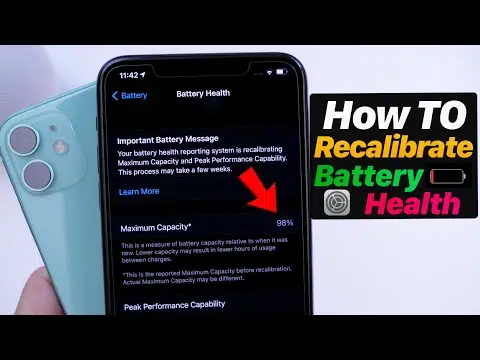 11:42
Battery
Battery Health
Important Battery Message
Your battery health reporting system is recalibrating
Maximum Capacity and Peak Performance Capability.
This process may take a few weeks.
Learn More
Maximum Capacity*
98%
This is a measure of battery capacity relative to when it was
new. Lower capacity may result in fewer hours of usage
between charges.
*This is the reported Maximum Capacity before recalibration.
Actual Maximum Capacity may be different.
Peak Performance Capability
How TO
Recalibrate
Battery
Health